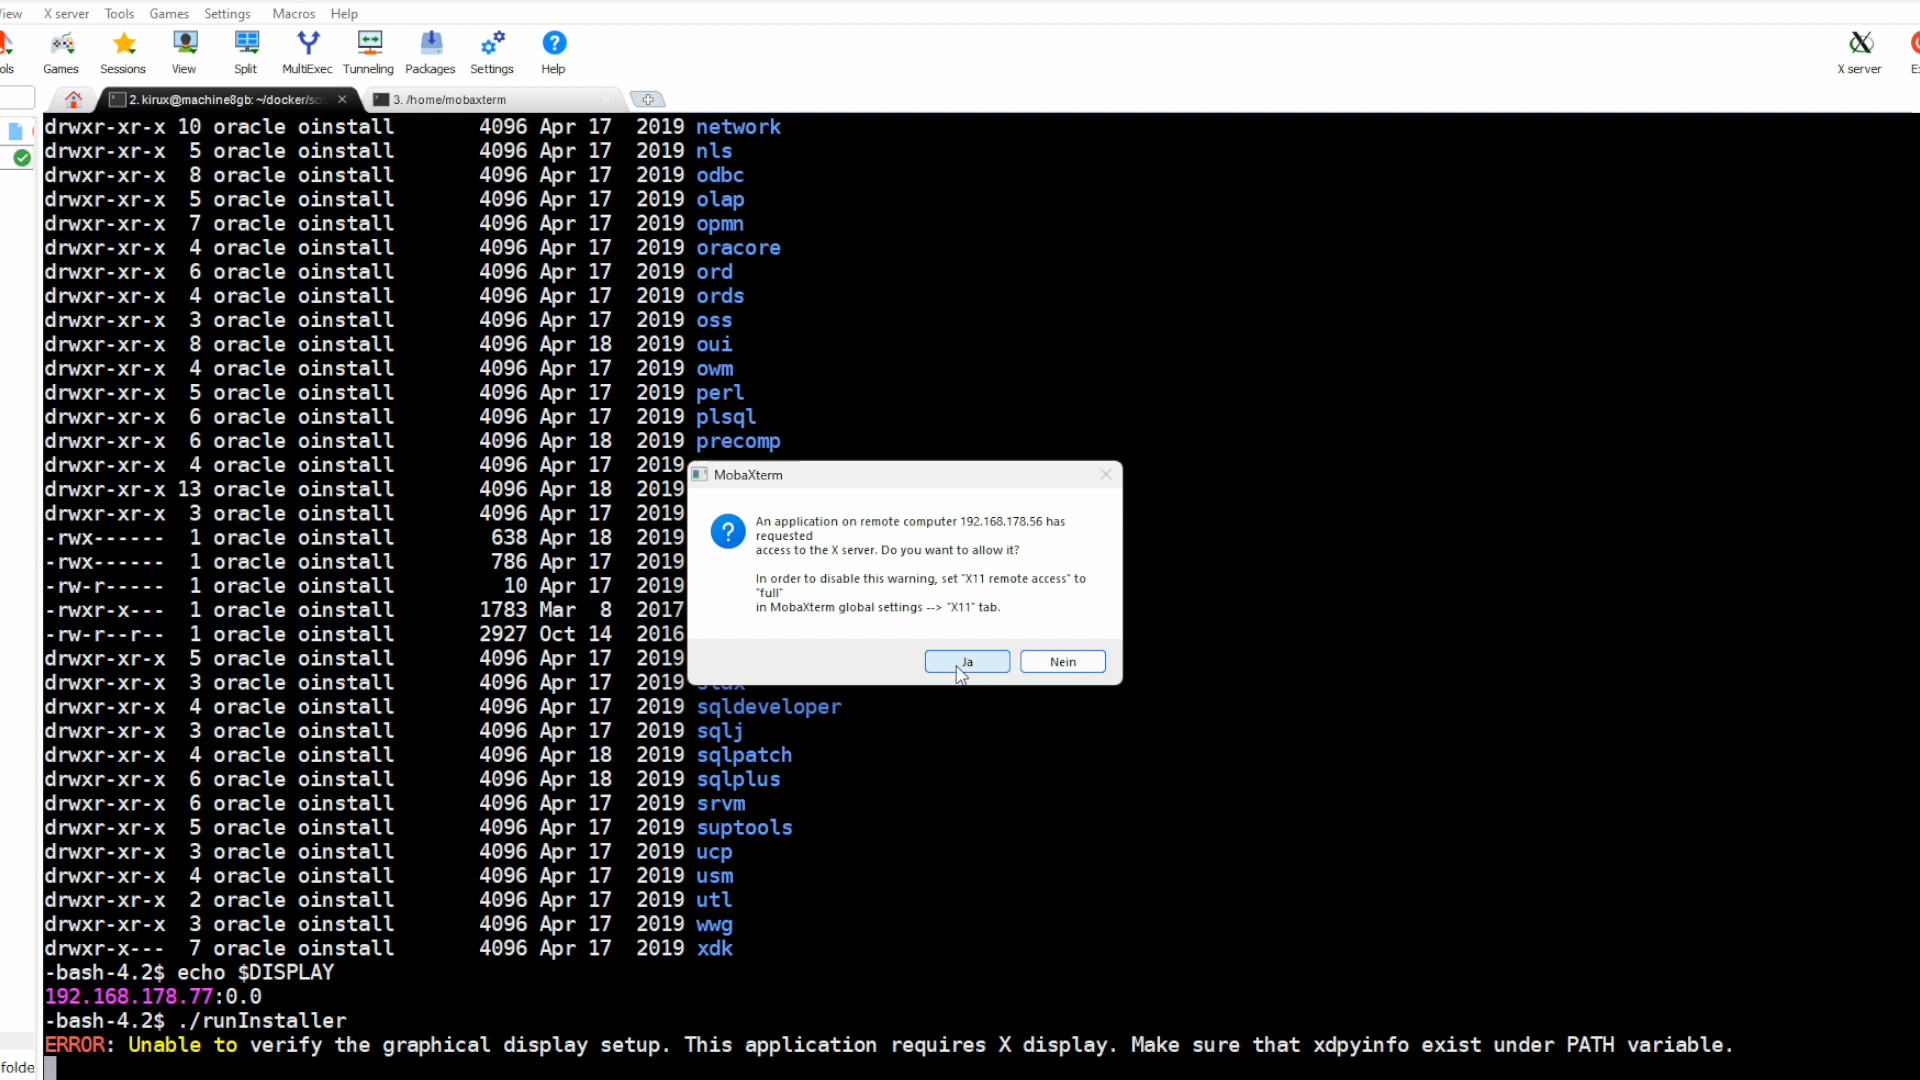 View X server Tools Games Settings Macros Help
Games Sessions View Split MultiExec Tunneling Packages Settings Help X server
2. kirux@machine8gb: ~/docker/
3. /home/mobaxterm
drwxr-xr-x 10 oracle oinstall 4096 Apr 17 2019 network
drwxr-xr-x 5 oracle oinstall 4096 Apr 17 2019 nls
drwxr-xr-x 8 oracle oinstall 4096 Apr 17 2019 odbc
drwxr-xr-x 5 oracle oinstall 4096 Apr 17 2019 olap
drwxr-xr-x 7 oracle oinstall 4096 Apr 17 2019 opmn
drwxr-xr-x 4 oracle oinstall 4096 Apr 17 2019 oracore
drwxr-xr-x 6 oracle oinstall 4096 Apr 17 2019 ord
drwxr-xr-x 4 oracle oinstall 4096 Apr 17 2019 ords
drwxr-xr-x 3 oracle oinstall 4096 Apr 17 2019 oss
drwxr-xr-x 8 oracle oinstall 4096 Apr 18 2019 oui
drwxr-xr-x 4 oracle oinstall 4096 Apr 17 2019 owm
drwxr-xr-x 5 oracle oinstall 4096 Apr 17 2019 perl
drwxr-xr-x 6 oracle oinstall 4096 Apr 17 2019 plsql
drwxr-xr-x 6 oracle oinstall 4096 Apr 18 2019 precomp
drwxr-xr-x 4 oracle oinstall 4096 Apr 17 2019
drwxr-xr-x 13 oracle oinstall 4096 Apr 18 2019
drwxr-xr-x 3 oracle oinstall 4096 Apr 17 2019
-rwx------ 1 oracle oinstall 638 Apr 18 2019
-rwx------ 1 oracle oinstall 786 Apr 17 2019
-rw-r----- 1 oracle oinstall 10 Apr 17 2019
-rwxr-x--- 1 oracle oinstall 1783 Mar 8 2017
-rw-r--r-- 1 oracle oinstall 2927 Oct 14 2016
drwxr-xr-x 5 oracle oinstall 4096 Apr 17 2019
drwxr-xr-x 3 oracle oinstall 4096 Apr 17 2019
drwxr-xr-x 4 oracle oinstall 4096 Apr 17 2019 sqldeveloper
drwxr-xr-x 3 oracle oinstall 4096 Apr 17 2019 sqlj
drwxr-xr-x 4 oracle oinstall 4096 Apr 18 2019 sqlpatch
drwxr-xr-x 6 oracle oinstall 4096 Apr 18 2019 sqlplus
drwxr-xr-x 6 oracle oinstall 4096 Apr 17 2019 srvm
drwxr-xr-x 5 oracle oinstall 4096 Apr 17 2019 suptools
drwxr-xr-x 3 oracle oinstall 4096 Apr 17 2019 ucp
drwxr-xr-x 4 oracle oinstall 4096 Apr 17 2019 usm
drwxr-xr-x 2 oracle oinstall 4096 Apr 17 2019 utl
drwxr-xr-x 3 oracle oinstall 4096 Apr 17 2019 wwg
drwxr-x--- 7 oracle oinstall 4096 Apr 17 2019 xdk
-bash-4.2$ echo $DISPLAY
192.168.178.77:0.0
-bash-4.2$ ./runInstaller
ERROR: Unable to verify the graphical display setup. This application requires X display. Make sure that xdpyinfo exist under PATH variable.
MobaXterm
An application on remote computer 192.168.178.56 has
requested
access to the X server. Do you want to allow it?
In order to disable this warning, set "X11 remote access" to
"full"
in MobaXterm global settings --> "X11" tab.
Ja
Nein